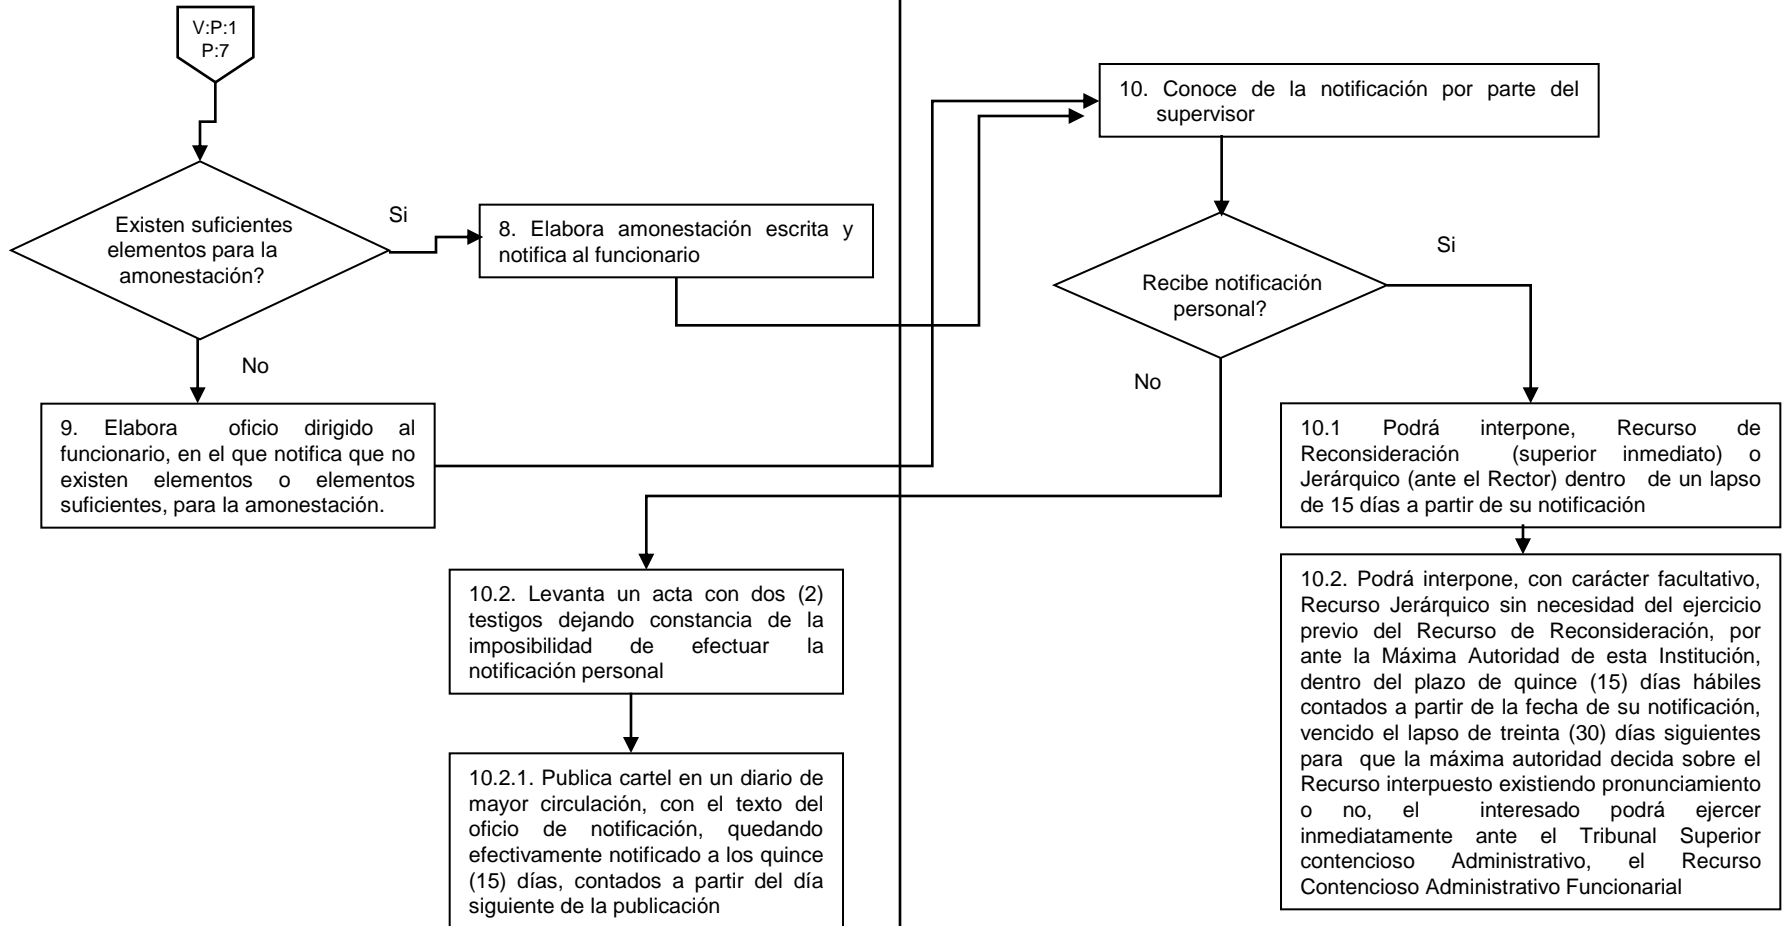 V:P:1
P:7
Existen suficientes
elementos para la
amonestación?
Si
8. Elabora amonestación escrita y
notifica al funcionario
No
9. Elabora oficio dirigido al
funcionario, en el que notifica que no
existen elementos o elementos
suficientes, para la amonestación.
10. Conoce de la notificación por parte del
supervisor
Recibe notificación
personal?
Si
No
10.1 Podrá interpone, Recurso de
Reconsideración (superior inmediato) o
Jerárquico (ante el Rector) dentro de un lapso
de 15 días a partir de su notificación
10.2. Podrá interpone, con carácter facultativo,
Recurso Jerárquico sin necesidad del ejercicio
previo del Recurso de Reconsideración, por
ante la Máxima Autoridad de esta Institución,
dentro del plazo de quince (15) días hábiles
contados a partir de la fecha de su notificación,
vencido el lapso de treinta (30) días siguientes
para que la máxima autoridad decida sobre el
Recurso interpuesto existiendo pronunciamiento
o no, el interesado podrá ejercer
inmediatamente ante el Tribunal Superior
contencioso Administrativo, el Recurso
Contencioso Administrativo Funcionarial
10.2. Levanta un acta con dos (2)
testigos dejando constancia de la
imposibilidad de efectuar la
notificación personal
10.2.1. Publica cartel en un diario de
mayor circulación, con el texto del
oficio de notificación, quedando
efectivamente notificado a los quince
(15) días, contados a partir del día
siguiente de la publicación